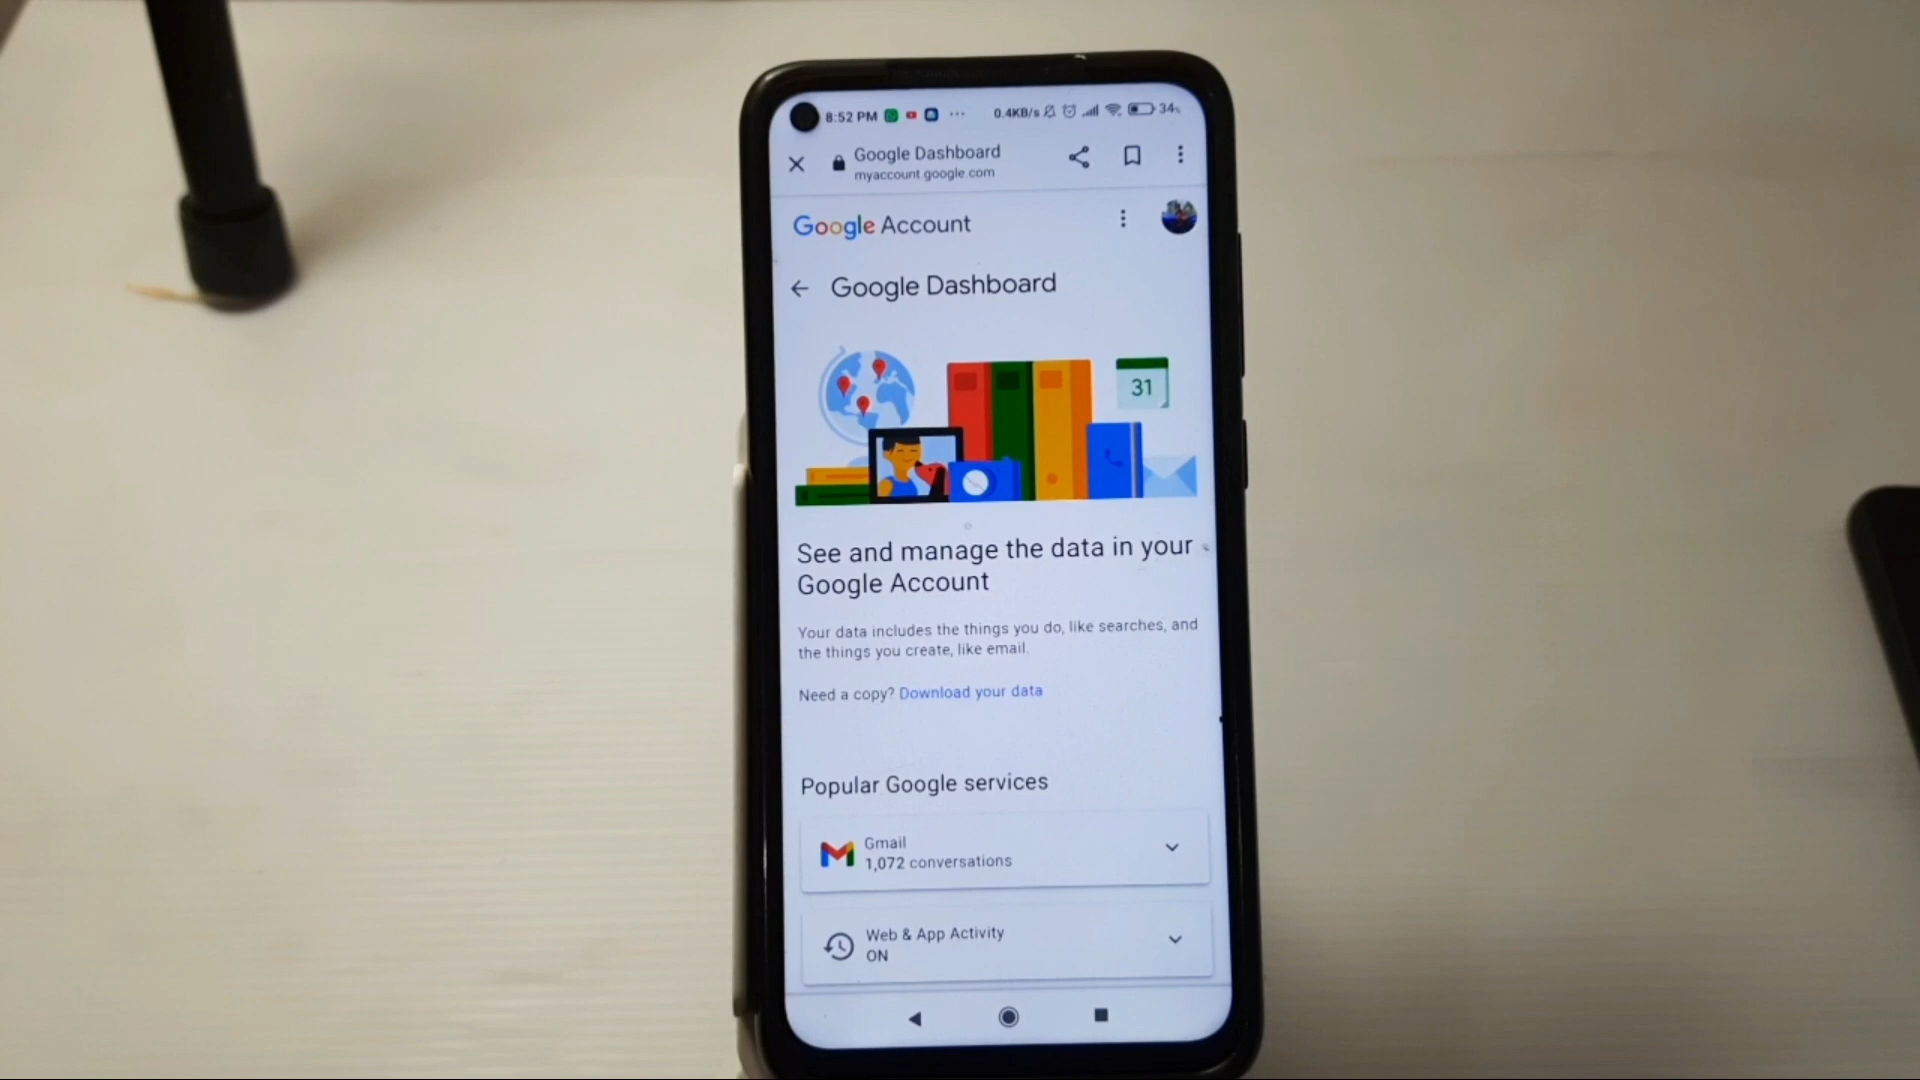 8:52 PM 0.4KB/s 34%
Google Dashboard
myaccount.google.com
Google Account
Google Dashboard
31
See and manage the data in your
Google Account
Your data includes the things you do, like searches, and
the things you create, like email.
Need a copy? Download your data
Popular Google services
Gmail
1,072 conversations
Web & App Activity
ON